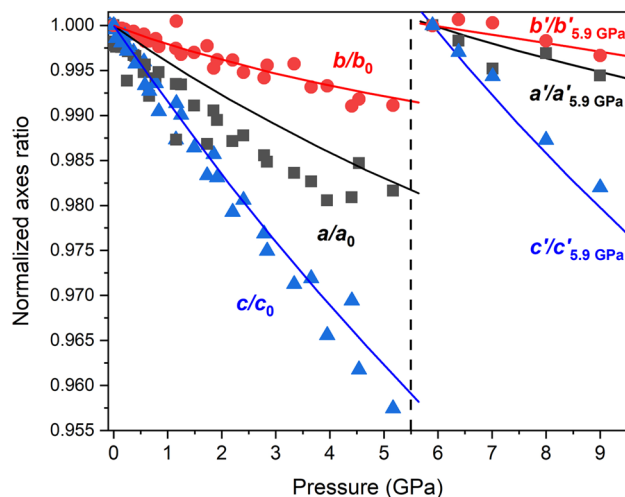 1.000
0.995
0.990
0.985
0.980
0.975
0.970
0.965
0.960
0.955
Normalized axes ratio
b/b₀
a/a₀
c/c₀
b'/b'₅.₉ GPa
a'/a'₅.₉ GPa
c'/c'₅.₉ GPa
0 1 2 3 4 5 6 7 8 9
Pressure (GPa)